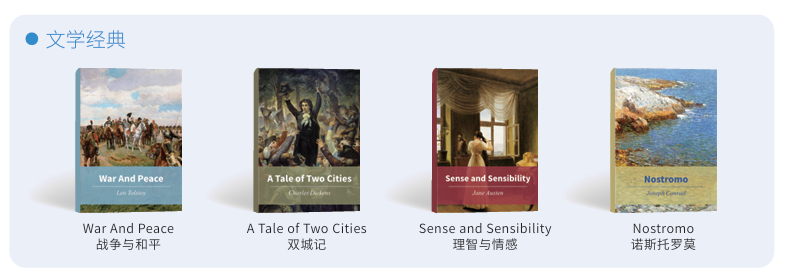 文学经典
War And Peace
Leo Tolstoy
A Tale of Two Cities
Charles Dickens
Sense and Sensibility
Jane Austen
Nostromo
Joseph Conrad
War And Peace
战争与和平
A Tale of Two Cities
双城记
Sense and Sensibility
理智与情感
Nostromo
诺斯托罗莫